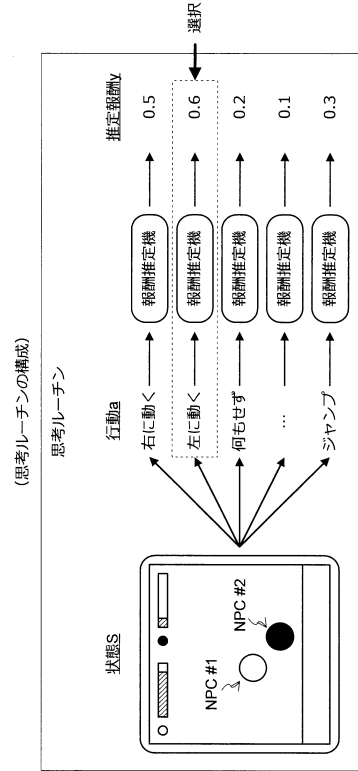 (思考ルーチンの構成)
思考ルーチン
状態S
行動a
推定報酬y
NPC #1
NPC #2
右に動く
報酬推定機
0.5
左に動く
報酬推定機
0.6
選択
何もせず
報酬推定機
0.2
…
報酬推定機
0.1
ジャンプ
報酬推定機
0.3